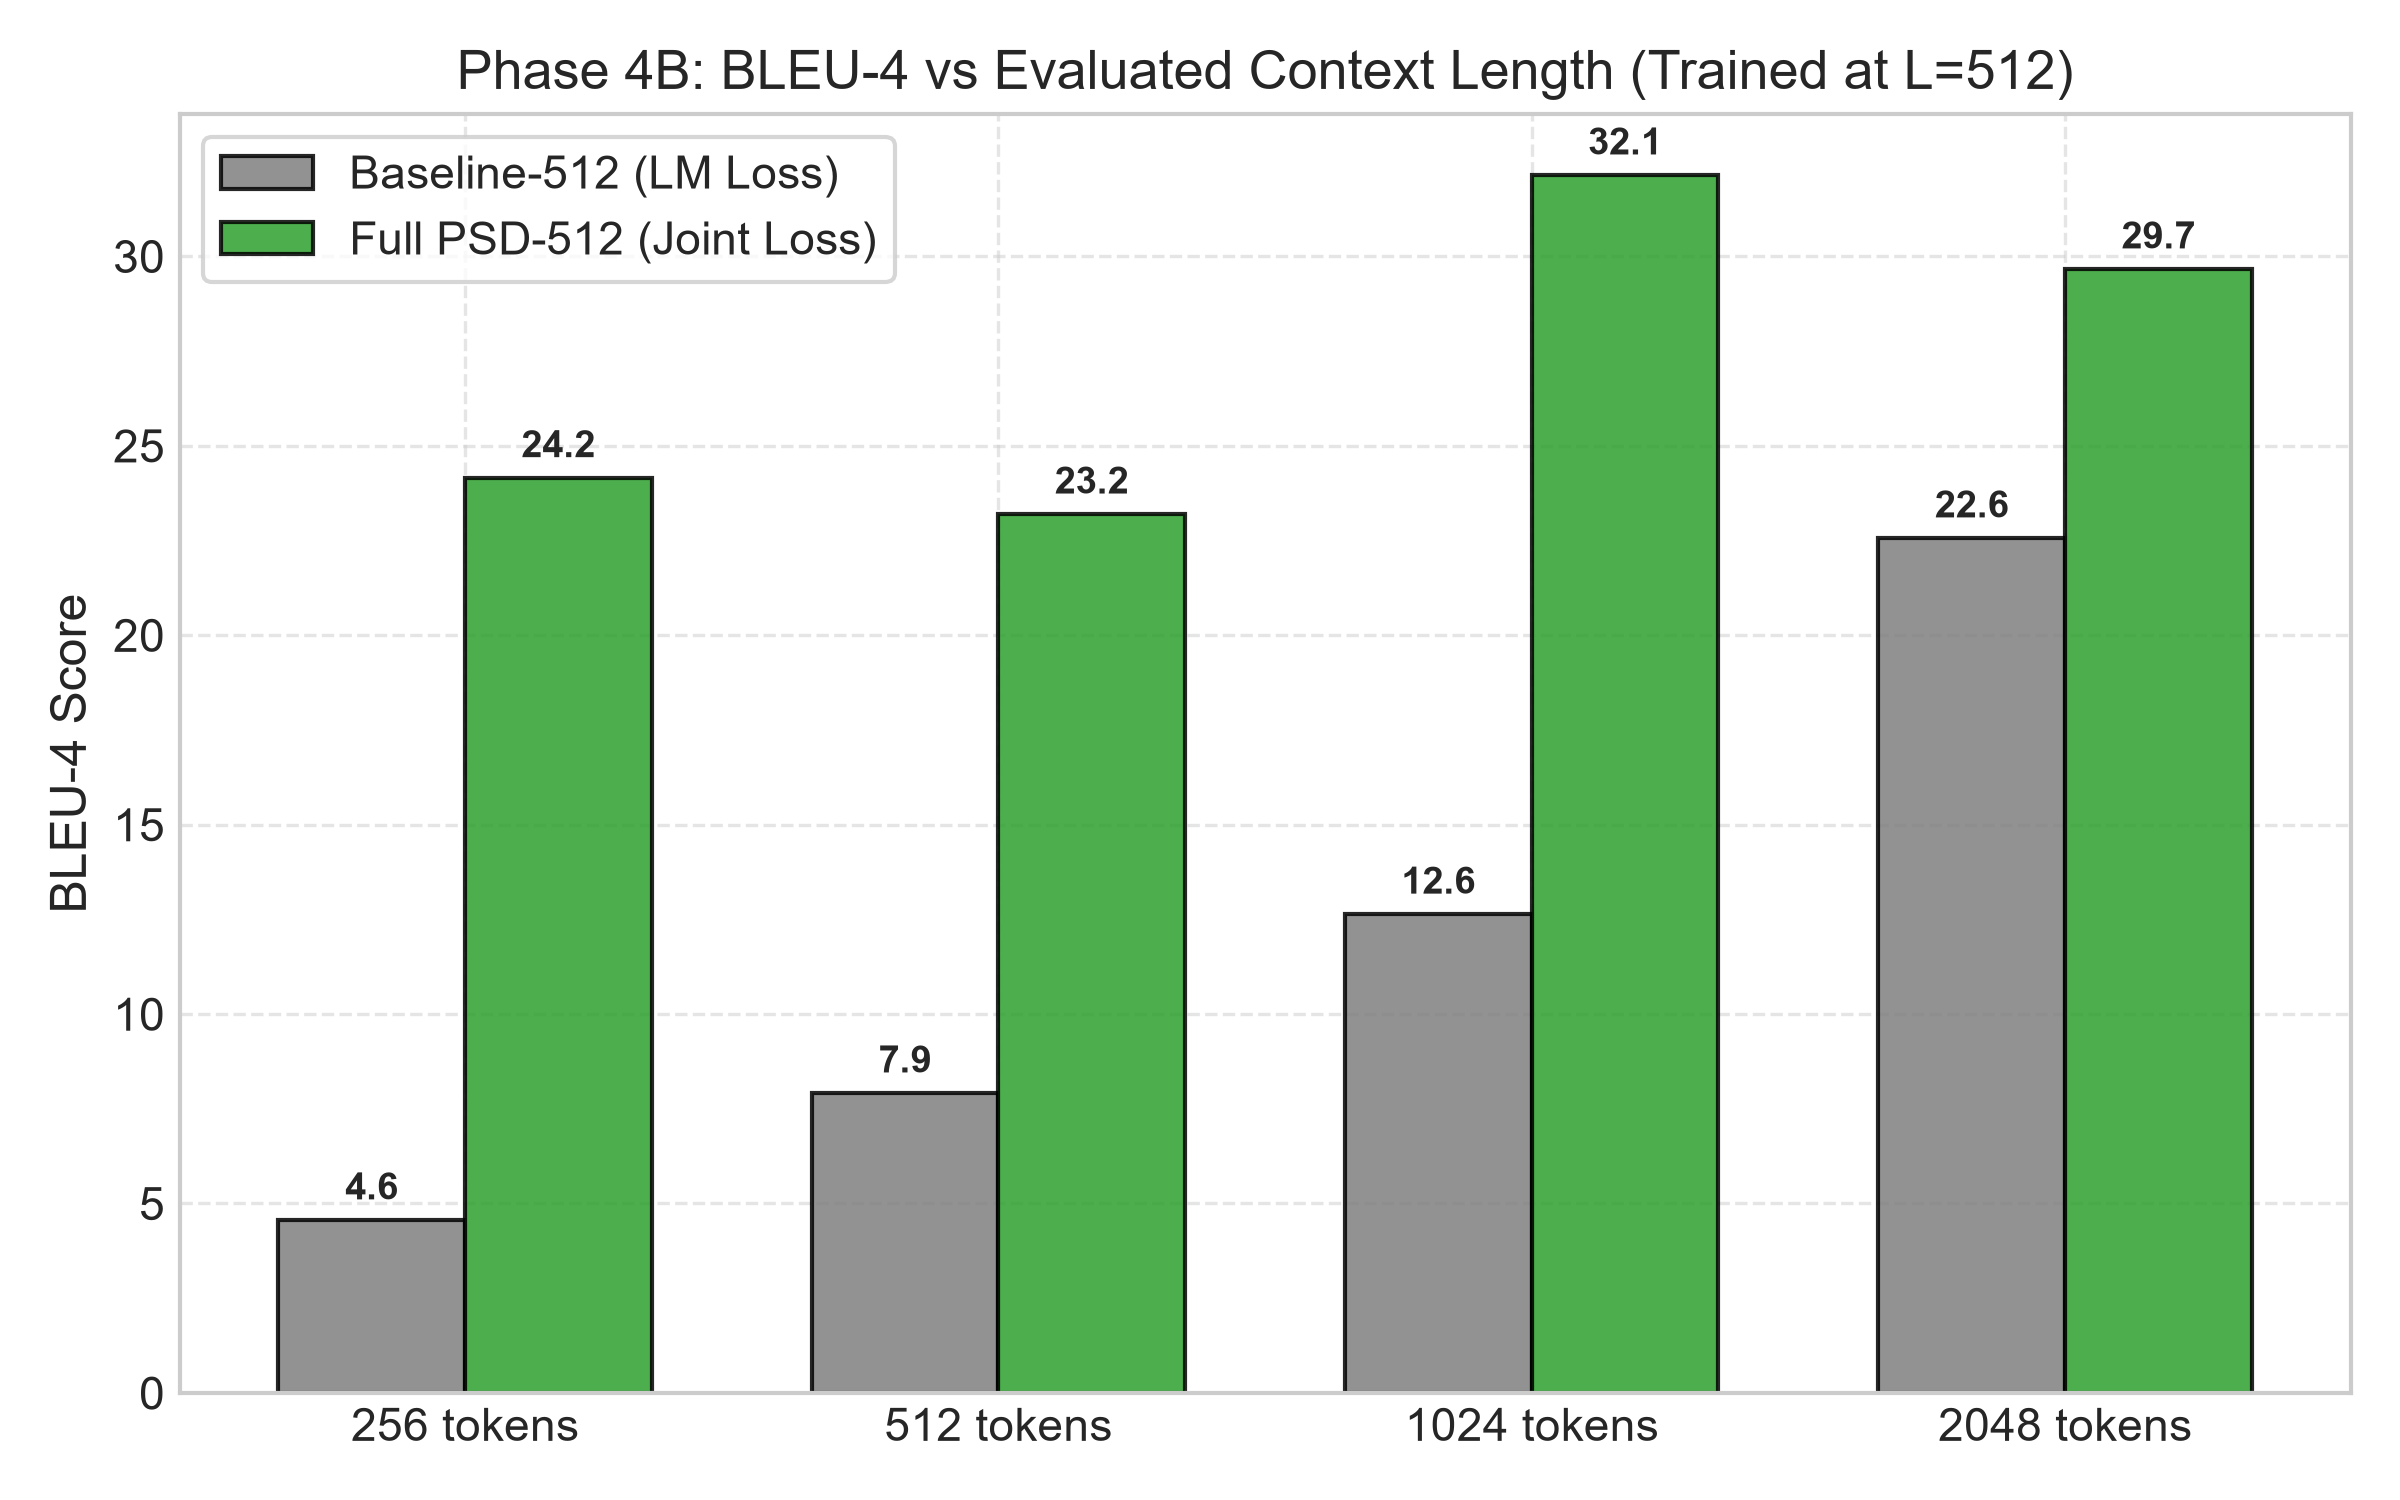 Phase 4B: BLEU-4 vs Evaluated Context Length (Trained at L=512)
Baseline-512 (LM Loss)
Full PSD-512 (Joint Loss)
BLEU-4 Score
30
25
20
15
10
5
0
4.6
24.2
7.9
23.2
12.6
32.1
22.6
29.7
256 tokens
512 tokens
1024 tokens
2048 tokens